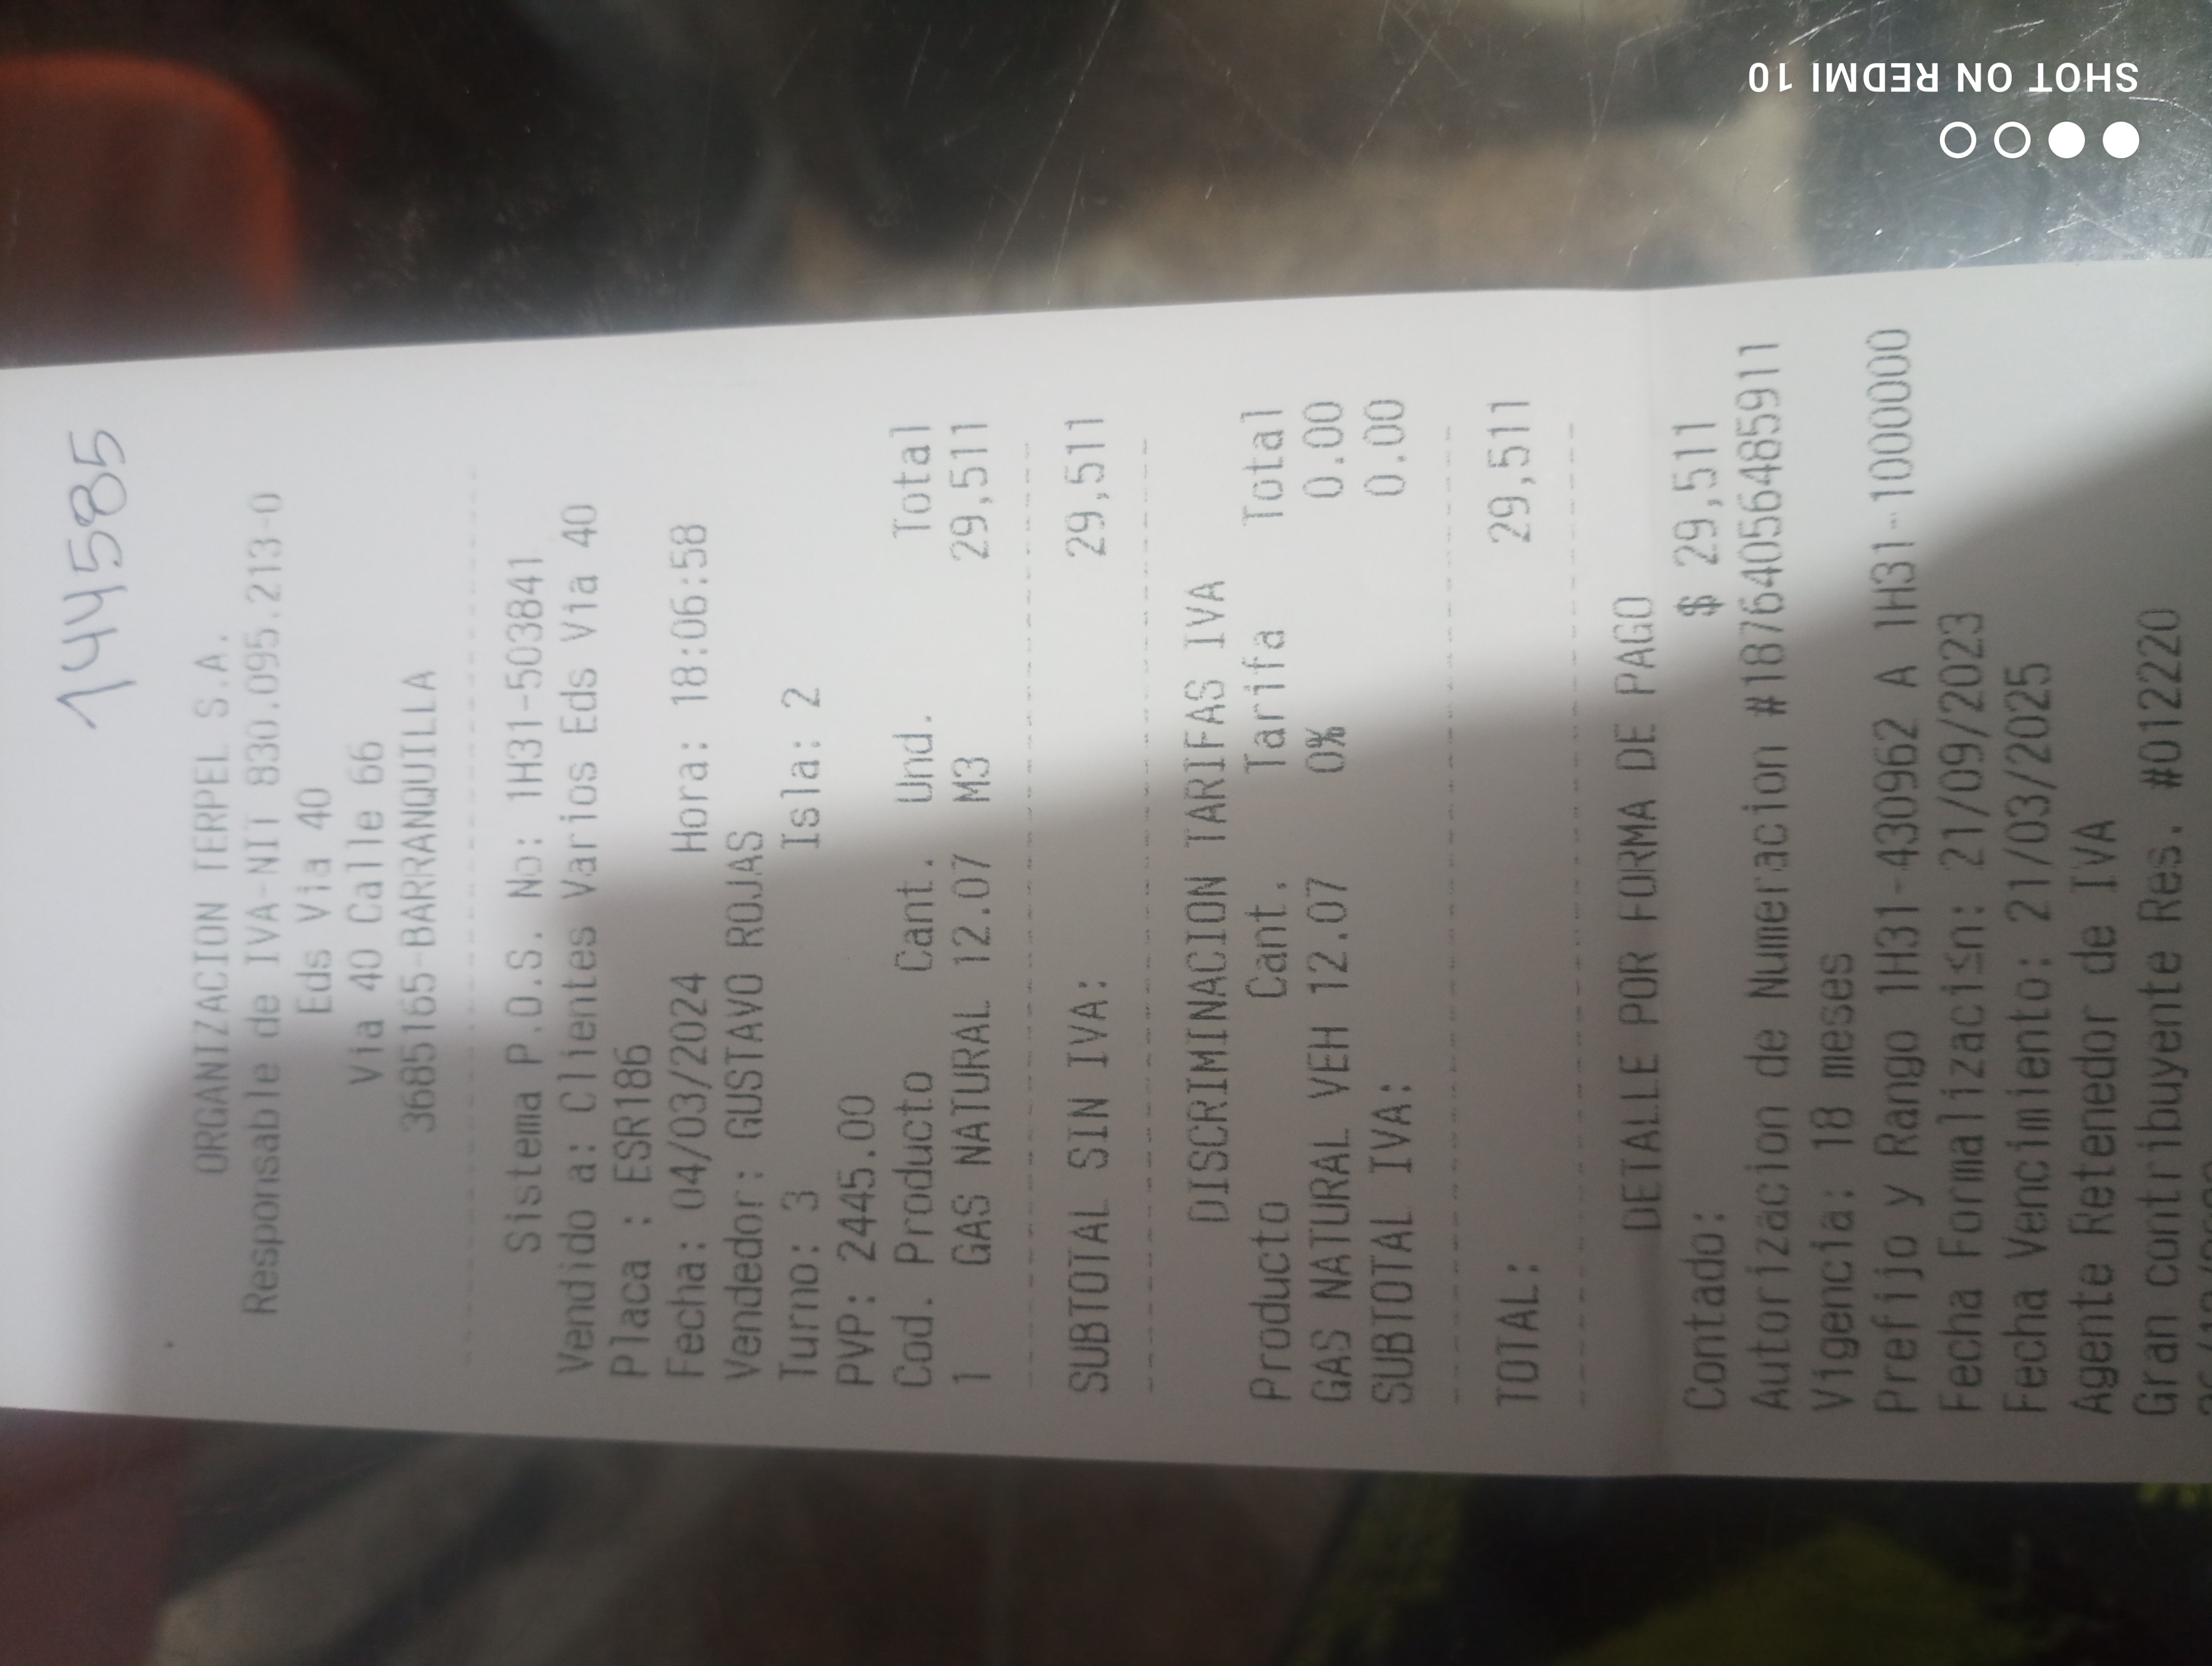 144585
ORGANIZACION TERPEL S.A.
Responsable de IVA-NIT 830.095.213-0
Eds Via 40
Via 40 Calle 66
3685165-BARRANQUILLA
Sistema P.O.S. No: 1H31-503841
Vendido a: Clientes Varios Eds Via 40
Placa : ESR186
Fecha: 04/03/2024 Hora: 18:06:58
Vendedor: GUSTAVO ROJAS
Turno: 3 Isla: 2
PVP: 2445.00
Cod. Producto Cant. Und. Total
1 GAS NATURAL 12.07 M3 29,511
SUBTOTAL SIN IVA: 29,511
DISCRIMINACION TARIFAS IVA
Producto Cant. Tarifa Total
GAS NATURAL VEH 12.07 0% 0.00
SUBTOTAL IVA: 0.00
TOTAL: 29,511
DETALLE POR FORMA DE PAGO
Contado: $ 29,511
Autorizacion de Numeracion #18764056485911
Vigencia: 18 meses
Prefijo y Rango 1H31-430962 A 1H31-1000000
Fecha Formalizaci≤n: 21/09/2023
Fecha Vencimiento: 21/03/2025
Agente Retenedor de IVA
Gran contribuyente Res. #012220
SHOT ON REDMI 10